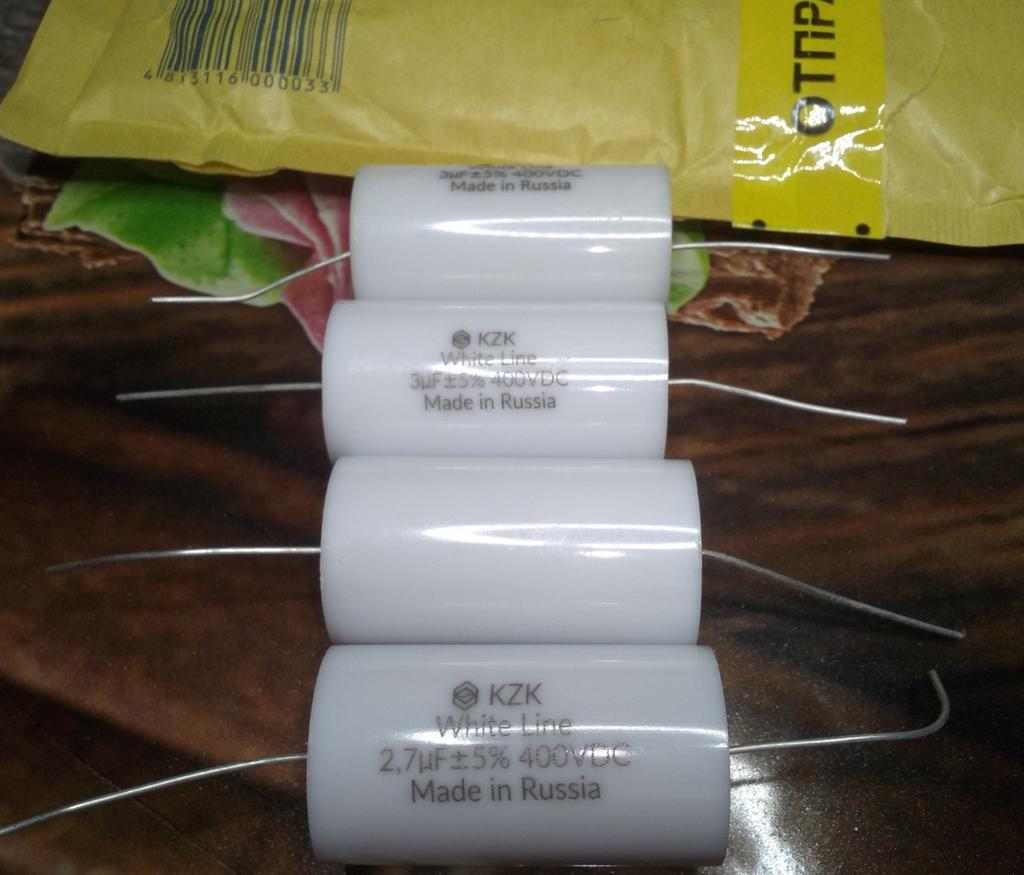 4 813116 000033
ОТПРА
3µF±5% 400VDC
Made in Russia
KZK
White Line
3µF±5% 400VDC
Made in Russia
KZK
White Line
2,7µF±5% 400VDC
Made in Russia